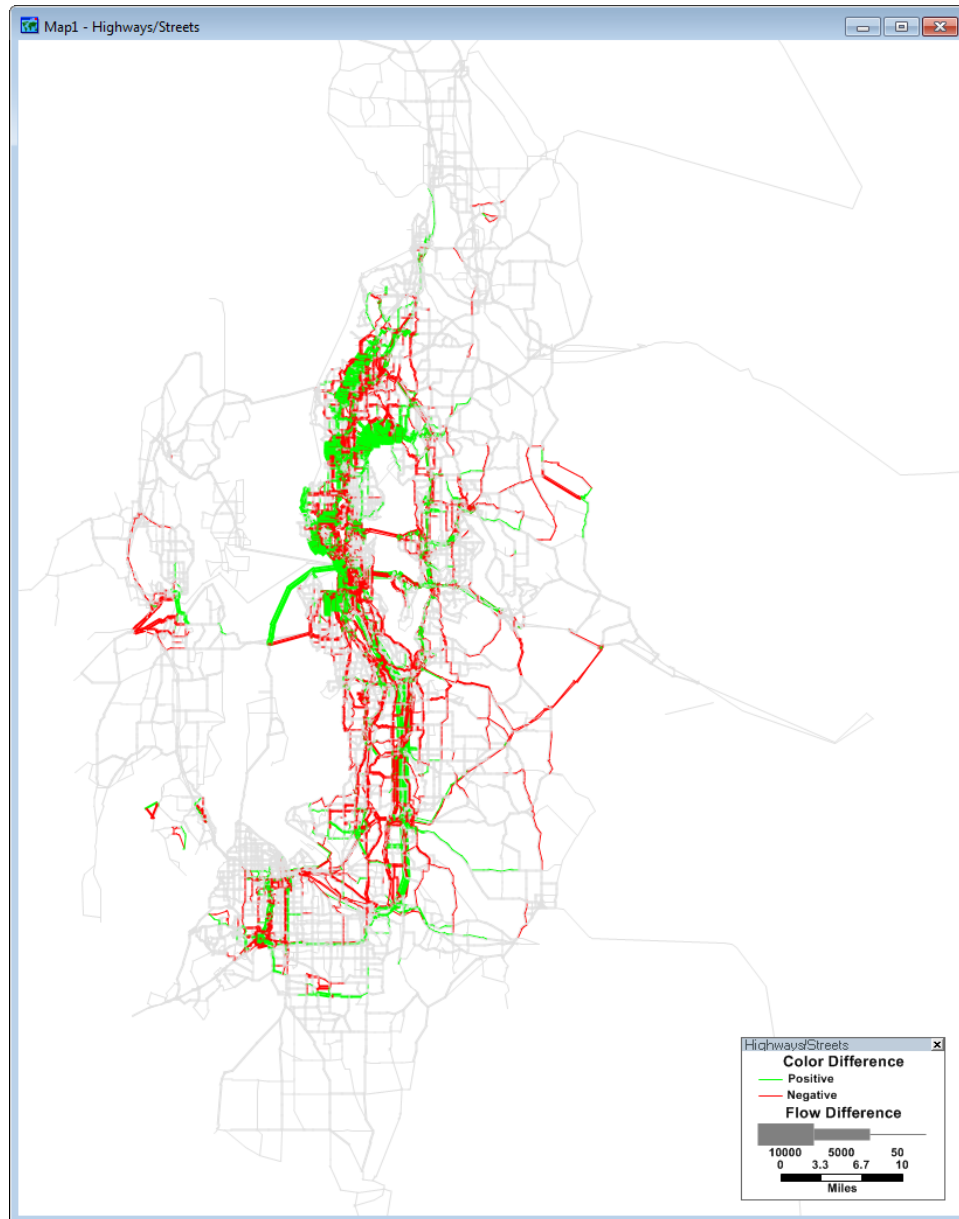 Map1 - Highways/Streets
Highways/Streets
Color Difference
Positive
Negative
Flow Difference
10000 5000 50
0 3.3 6.7 10
Miles